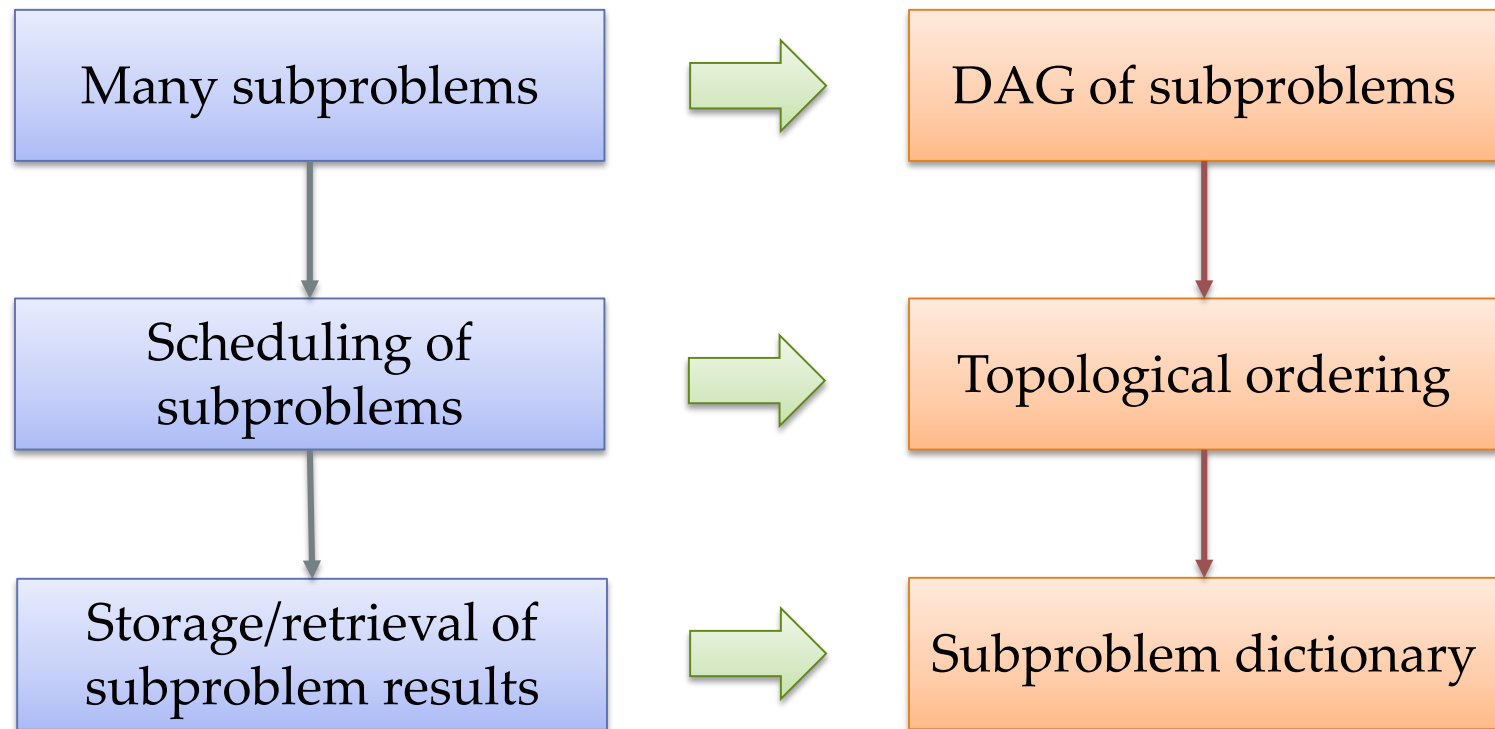 Many subproblems
DAG of subproblems
Scheduling of
subproblems
Topological ordering
Storage/retrieval of
subproblem results
Subproblem dictionary